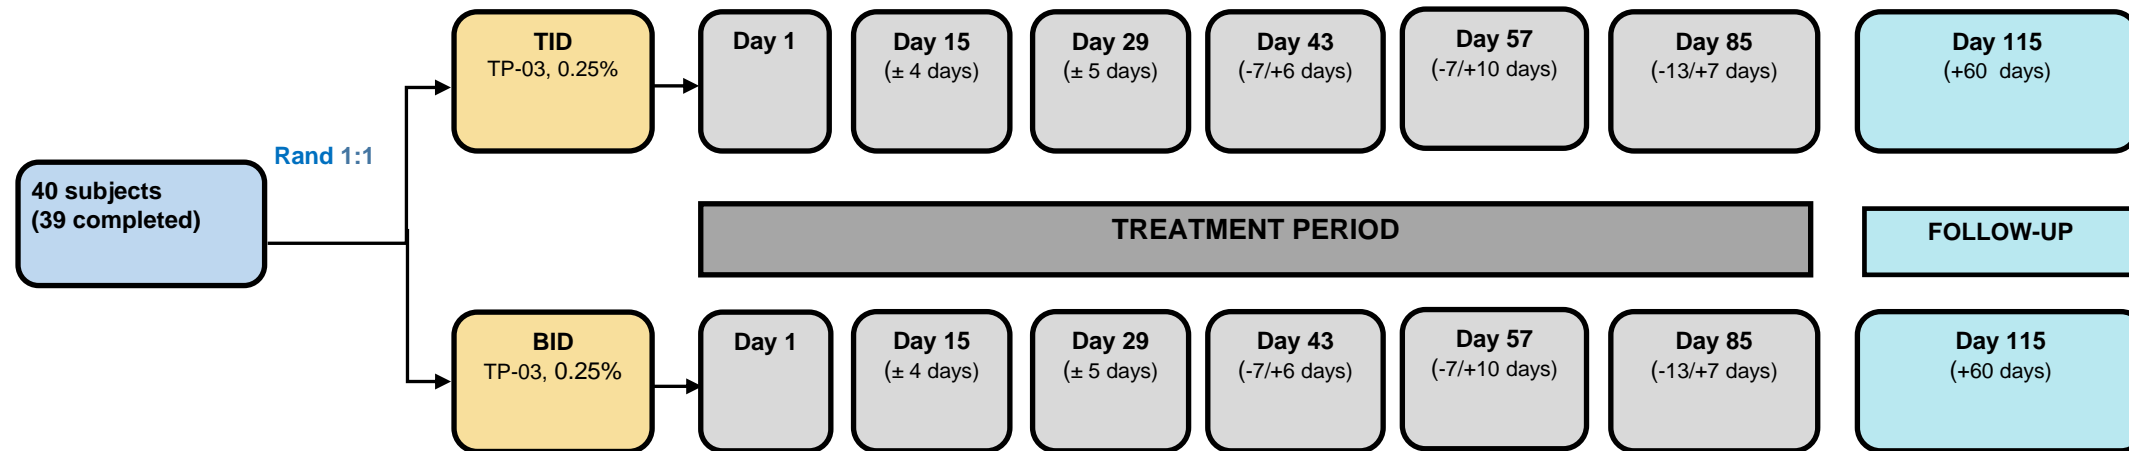 TID
TP-03, 0.25%
Day 1
Day 15
(± 4 days)
Day 29
(± 5 days)
Day 43
(-7/+6 days)
Day 57
(-7/+10 days)
Day 85
(-13/+7 days)
Day 115
(+60 days)
Rand 1:1
40 subjects
(39 completed)
TREATMENT PERIOD
FOLLOW-UP
BID
TP-03, 0.25%
Day 1
Day 15
(± 4 days)
Day 29
(± 5 days)
Day 43
(-7/+6 days)
Day 57
(-7/+10 days)
Day 85
(-13/+7 days)
Day 115
(+60 days)